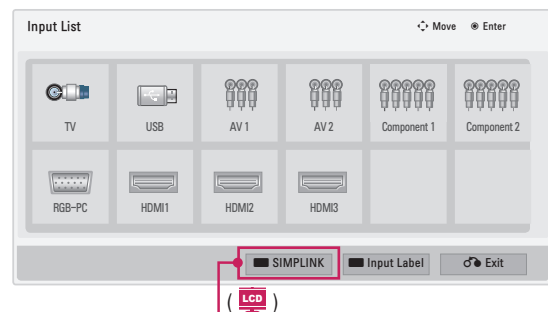 Input List Move Enter
TV USB AV 1 AV 2 Component 1 Component 2
RGB-PC HDMI1 HDMI2 HDMI3
SIMPLINK Input Label Exit
( LCD )